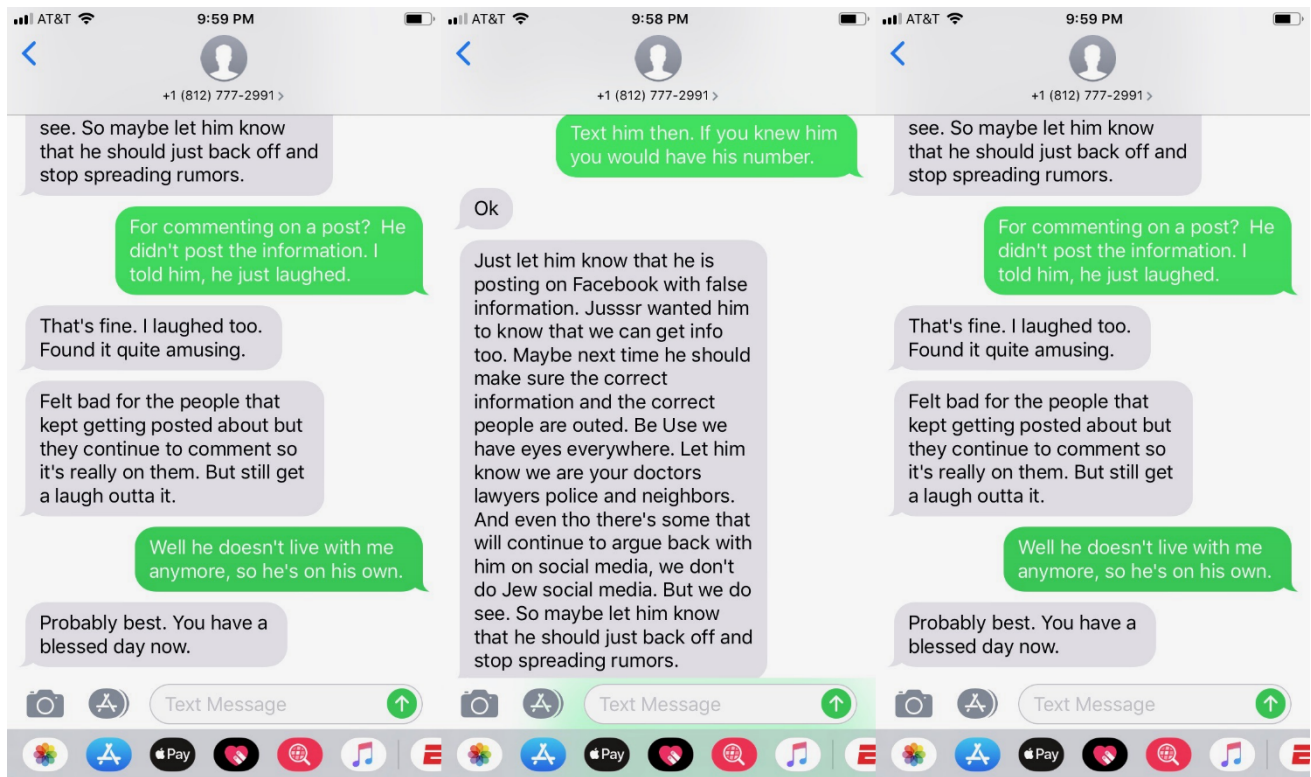 AT&T 9:59 PM
+1 (812) 777-2991 >
see. So maybe let him know
that he should just back off and
stop spreading rumors.
For commenting on a post?  He
didn't post the information. I
told him, he just laughed.
That's fine. I laughed too.
Found it quite amusing.
Felt bad for the people that
kept getting posted about but
they continue to comment so
it's really on them. But still get
a laugh outta it.
Well he doesn't live with me
anymore, so he's on his own.
Probably best. You have a
blessed day now.
Text Message
Pay
AT&T 9:58 PM
+1 (812) 777-2991 >
Text him then. If you knew him
you would have his number.
Ok
Just let him know that he is
posting on Facebook with false
information. Jusssr wanted him
to know that we can get info
too. Maybe next time he should
make sure the correct
information and the correct
people are outed. Be Use we
have eyes everywhere. Let him
know we are your doctors
lawyers police and neighbors.
And even tho there's some that
will continue to argue back with
him on social media, we don't
do Jew social media. But we do
see. So maybe let him know
that he should just back off and
stop spreading rumors.
Text Message
Pay
AT&T 9:59 PM
+1 (812) 777-2991 >
see. So maybe let him know
that he should just back off and
stop spreading rumors.
For commenting on a post?  He
didn't post the information. I
told him, he just laughed.
That's fine. I laughed too.
Found it quite amusing.
Felt bad for the people that
kept getting posted about but
they continue to comment so
it's really on them. But still get
a laugh outta it.
Well he doesn't live with me
anymore, so he's on his own.
Probably best. You have a
blessed day now.
Text Message
Pay